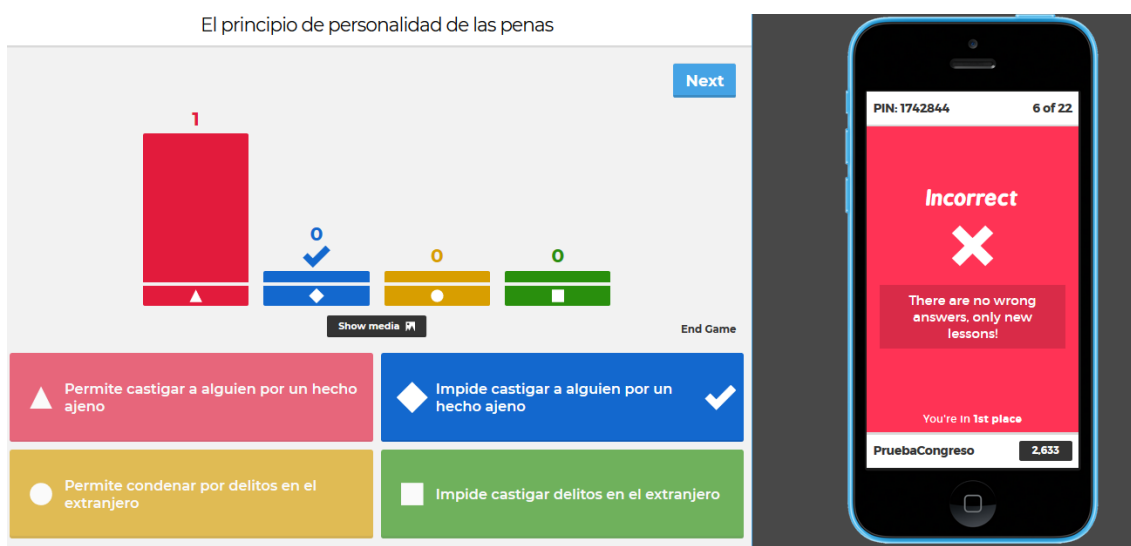 El principio de personalidad de las penas
Next
1
0
0
0
Show media
End Game
Permite castigar a alguien por un hecho
ajeno
Impide castigar a alguien por un
hecho ajeno
Permite condenar por delitos en el
extranjero
Impide castigar delitos en el extranjero
PIN: 1742844
6 of 22
Incorrect
There are no wrong
answers, only new
lessons!
You're in 1st place
PruebaCongreso
2,633